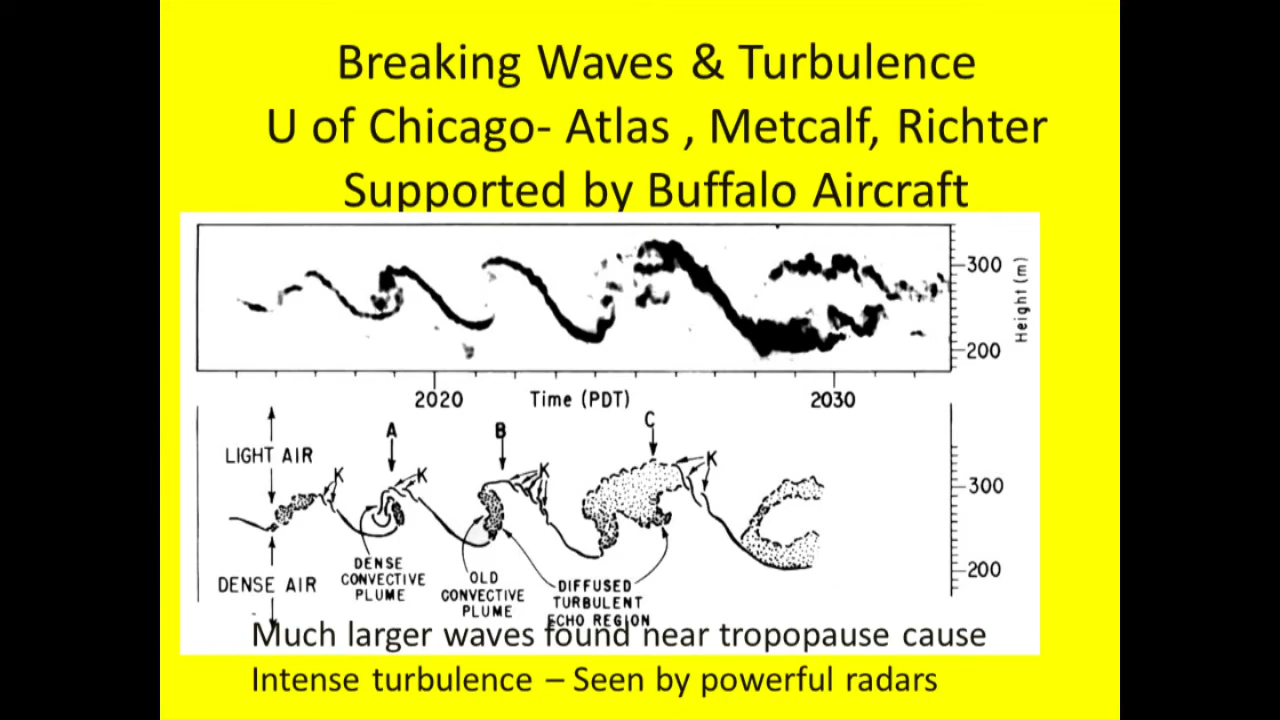 Breaking Waves & Turbulence
U of Chicago- Atlas , Metcalf, Richter
Supported by Buffalo Aircraft
300
200
Height (m)
2020
Time (PDT)
2030
A
B
C
LIGHT AIR
K
K
K
K
300
200
DENSE AIR
DENSE
CONVECTIVE
PLUME
OLD
CONVECTIVE
PLUME
DIFFUSED
TURBULENT
ECHO REGION
Much larger waves found near tropopause cause
Intense turbulence – Seen by powerful radars